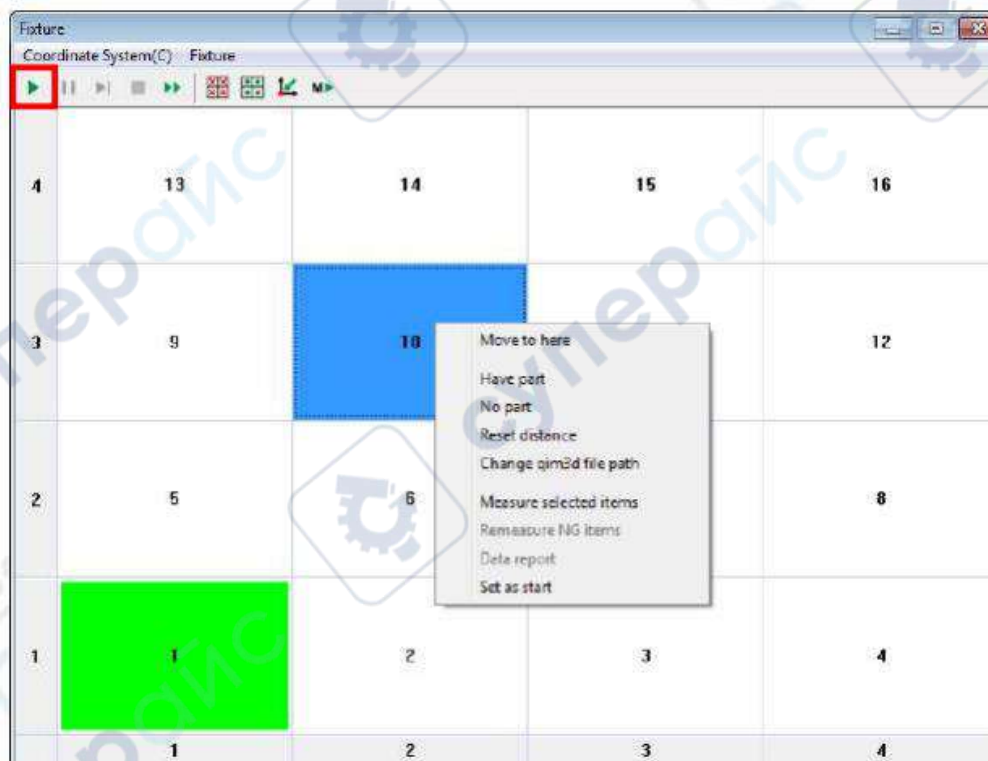 Fixture
Coordinate System(C) Fixture
M
4 13 14 15 16
3 9 10 12
Move to here
Have part
No part
Reset distance
Change qim3d file path
2 5 6 8
Measure selected items
Remeasure NG items
Data report
Set as start
1 1 2 3 4
1 2 3 4
суперайс
суперайс